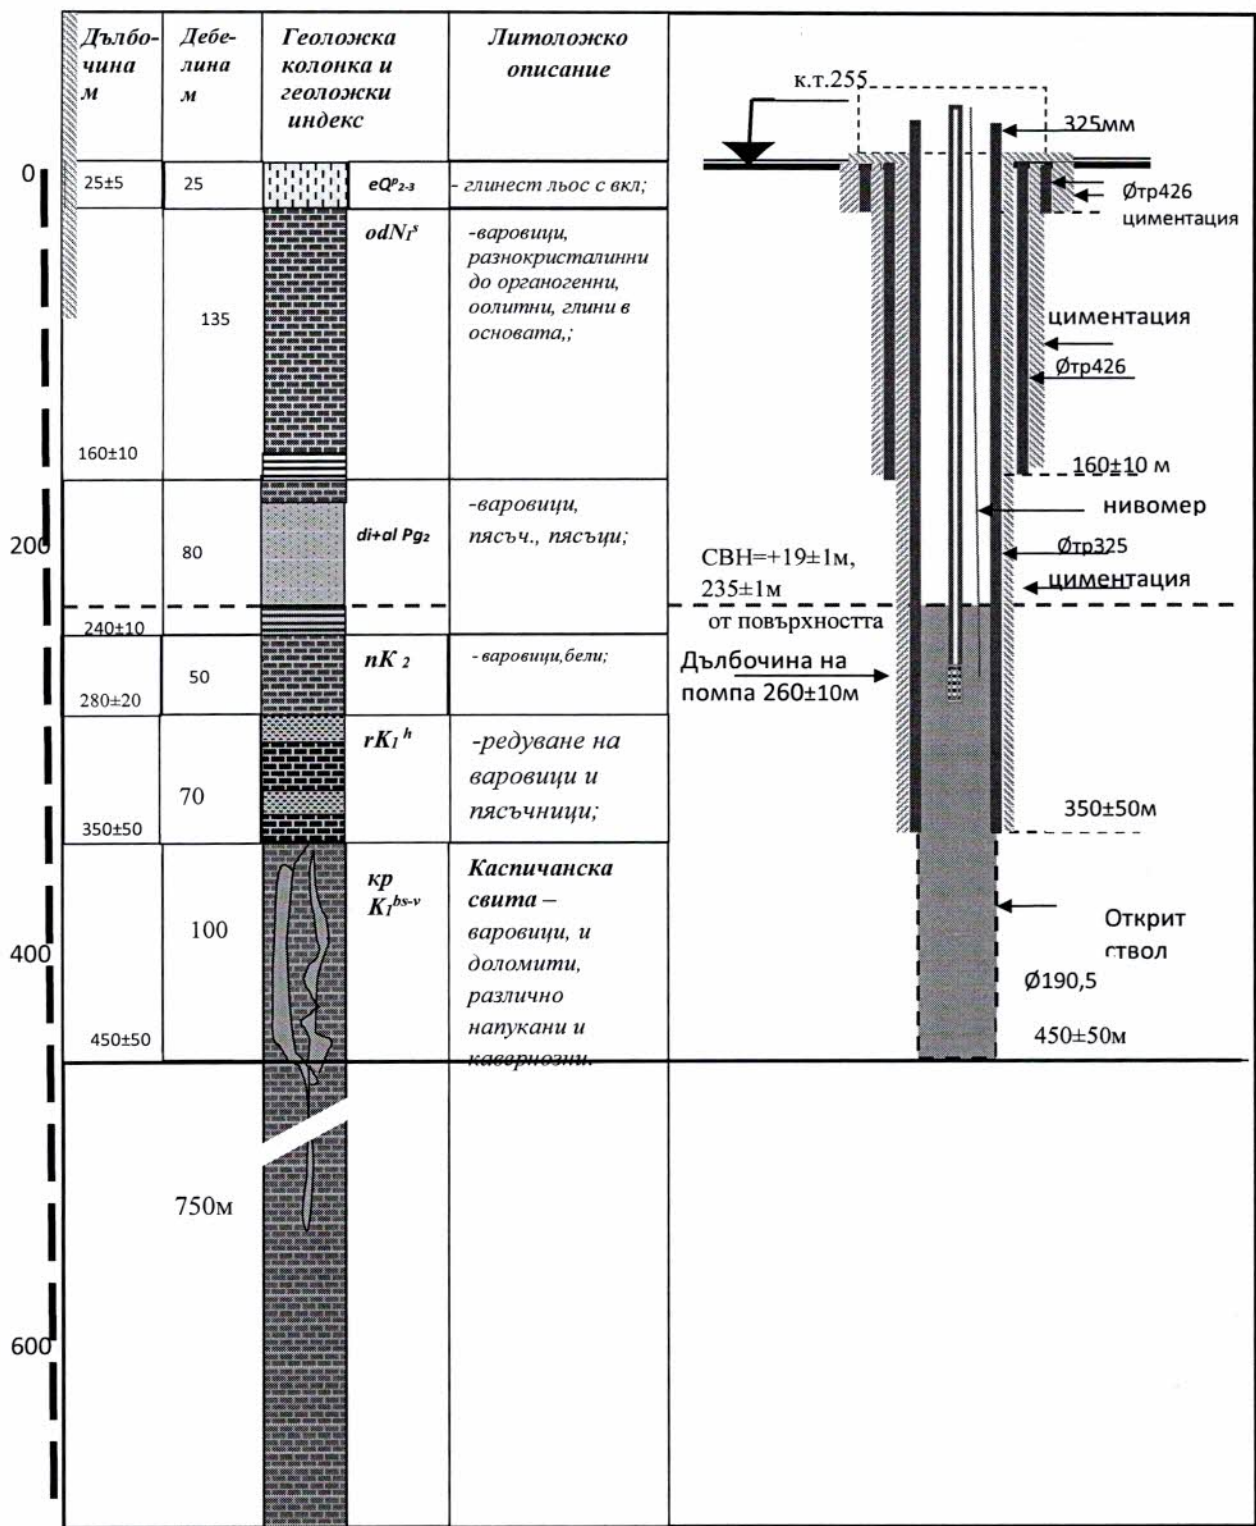 Дълбо-
чина
м
Дебе-
лина
м
Геоложка
колонка и
геоложки
индекс
Литоложко
описание
0
25±5
25
eQᵖ₂₋₃
- глинест льос с вкл;
odN₁ˢ
-варовици,
разнокристалинни
до органогенни,
оолитни, глини в
основата,;
135
160±10
200
80
di+al Pg₂
-варовици,
пясъч., пясъци;
240±10
50
nK ₂
- варовици,бели;
280±20
rK₁ ʰ
-редуване на
варовици и
пясъчници;
70
350±50
кр
K₁ᵇˢ⁻ᵛ
Каспичанска
свита –
варовици, и
доломити,
различно
напукани и
кавернозни.
100
400
450±50
750м
600
к.т.255
325мм
Øтр426
циментация
циментация
Øтр426
160±10 м
нивомер
Øтр325
циментация
СВН=+19±1м,
235±1м
от повърхността
Дълбочина на
помпа 260±10м
350±50м
Открит
ствол
Ø190,5
450±50м